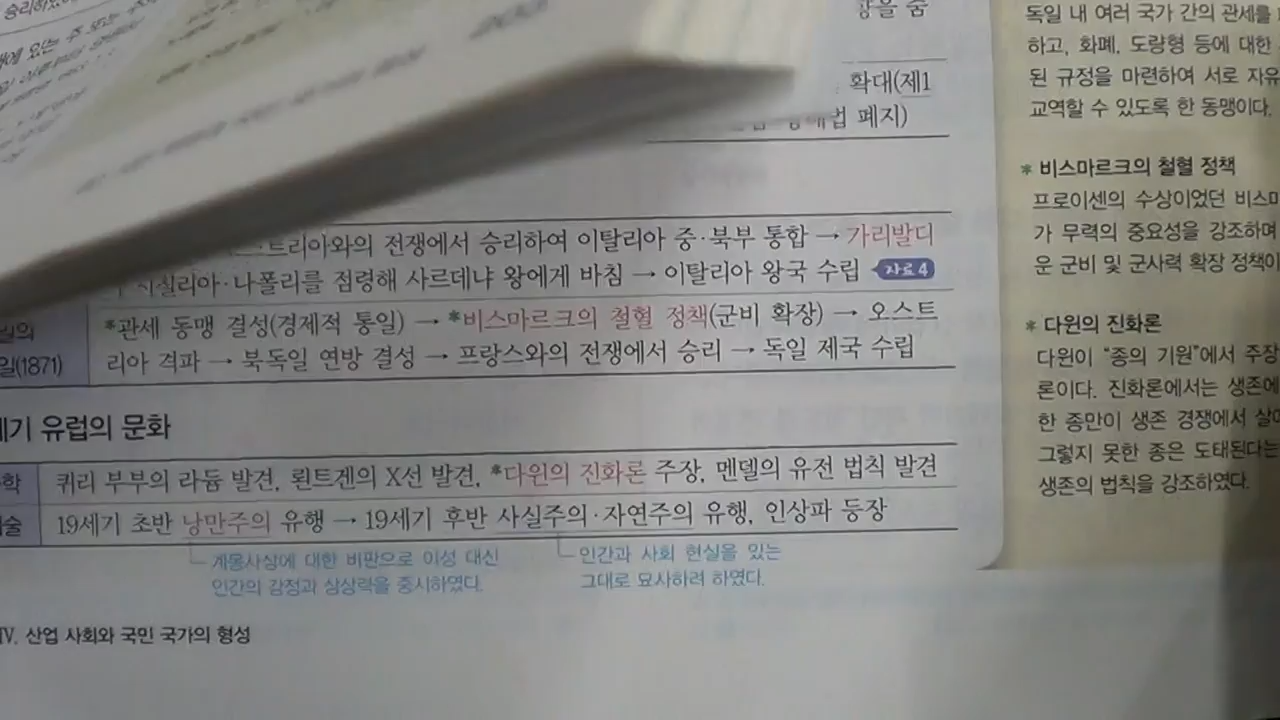 확대(제1
폐지)
전쟁에서 승리하여 이탈리아 중·북부 통합 → 가리발디
시칠리아·나폴리를 점령해 사르데냐 왕에게 바침 → 이탈리아 왕국 수립 자료 4
*관세 동맹 결성(경제적 통일) → *비스마르크의 철혈 정책(군비 확장) → 오스트
일(1871) 리아 격파 → 북독일 연방 결성 → 프랑스와의 전쟁에서 승리 → 독일 제국 수립
세기 유럽의 문화
학 퀴리 부부의 라듐 발견, 뢴트겐의 X선 발견, *다윈의 진화론 주장, 멘델의 유전 법칙 발견
술 19세기 초반 낭만주의 유행 → 19세기 후반 사실주의·자연주의 유행, 인상파 등장
계몽사상에 대한 비판으로 이성 대신
인간의 감정과 상상력을 중시하였다.
인간과 사회 현실을 있는
그대로 묘사하려 하였다.
IV. 산업 사회와 국민 국가의 형성
독일 내 여러 국가 간의 관세를
하고, 화폐, 도량형 등에 대한
된 규정을 마련하여 서로 자유
교역할 수 있도록 한 동맹이다.
* 비스마르크의 철혈 정책
프로이센의 수상이었던 비스마
가 무력의 중요성을 강조하며
운 군비 및 군사력 확장 정책이
* 다윈의 진화론
다윈이 "종의 기원"에서 주장
론이다. 진화론에서는 생존에
한 종만이 생존 경쟁에서 살아
그렇지 못한 종은 도태된다는
생존의 법칙을 강조하였다.